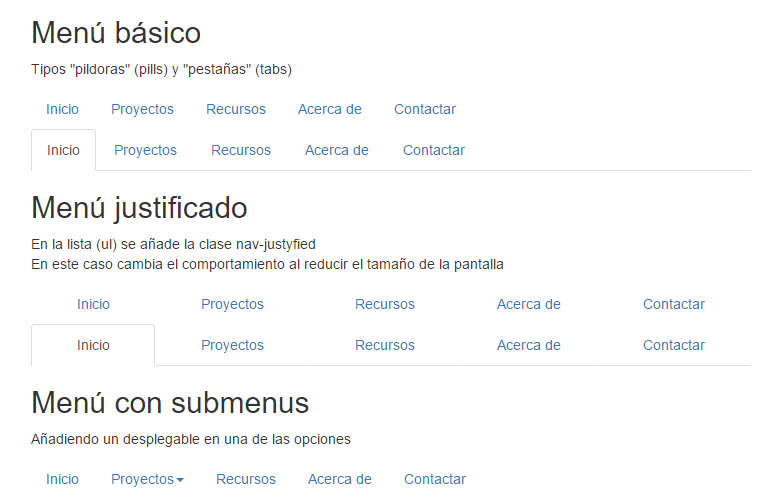 Menú básico
Tipos "pildoras" (pills) y "pestañas" (tabs)
Inicio Proyectos Recursos Acerca de Contactar
Inicio Proyectos Recursos Acerca de Contactar
Menú justificado
En la lista (ul) se añade la clase nav-justyfied
En este caso cambia el comportamiento al reducir el tamaño de la pantalla
Inicio Proyectos Recursos Acerca de Contactar
Inicio Proyectos Recursos Acerca de Contactar
Menú con submenus
Añadiendo un desplegable en una de las opciones
Inicio Proyectos Recursos Acerca de Contactar